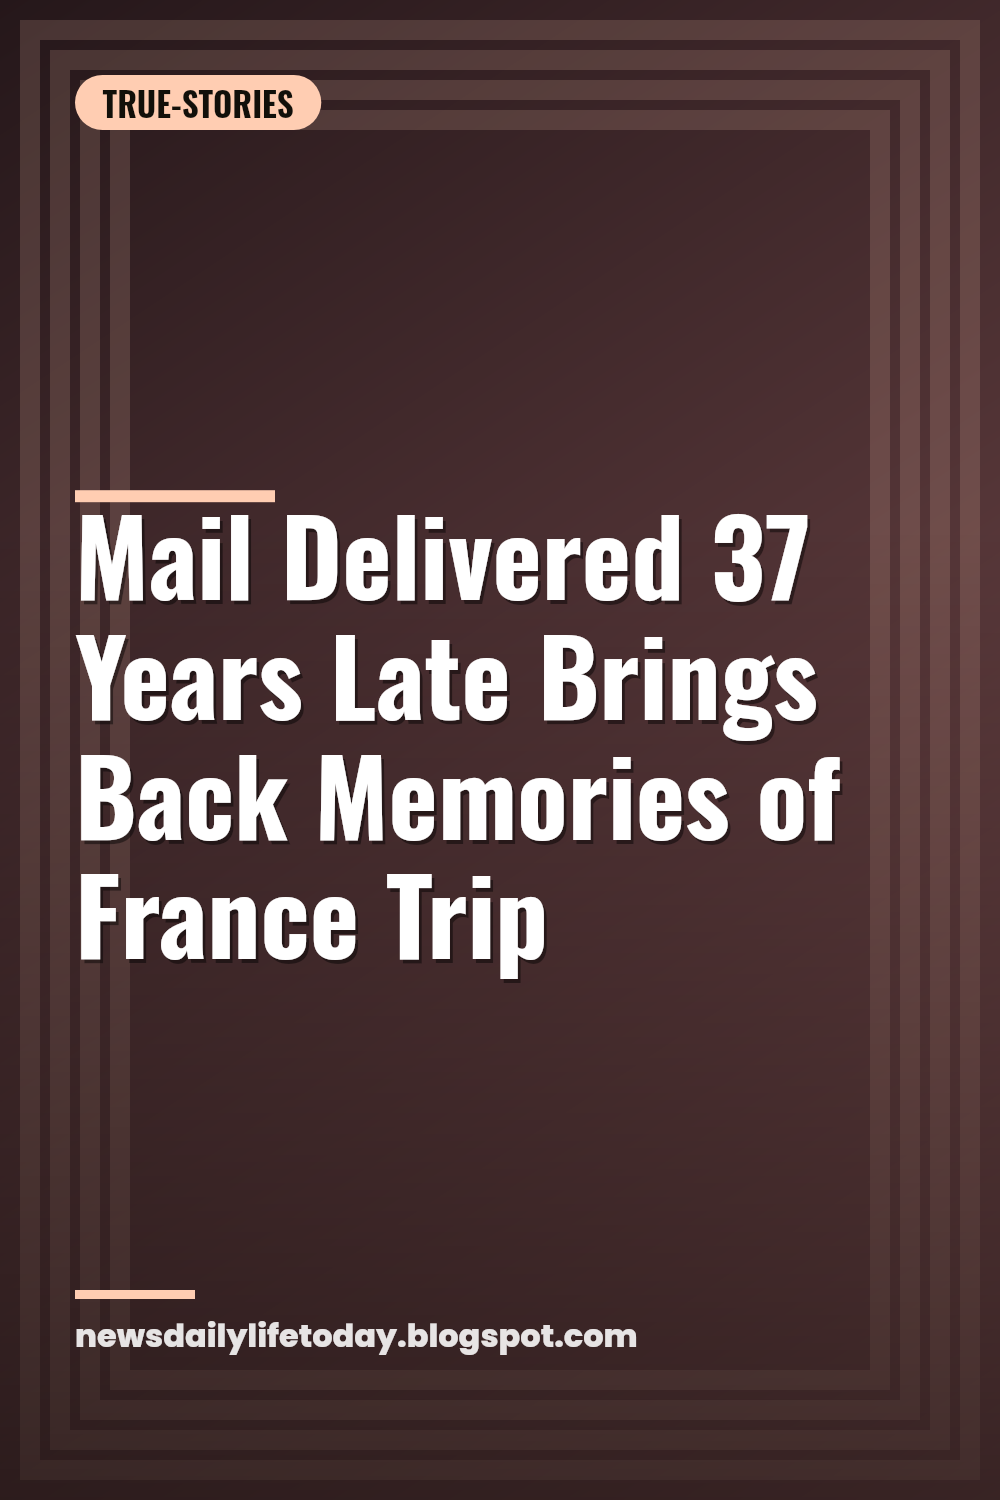 TRUE-STORIES
Mail Delivered 37
Years Late Brings
Back Memories of
France Trip
newsdailylifetoday.blogspot.com